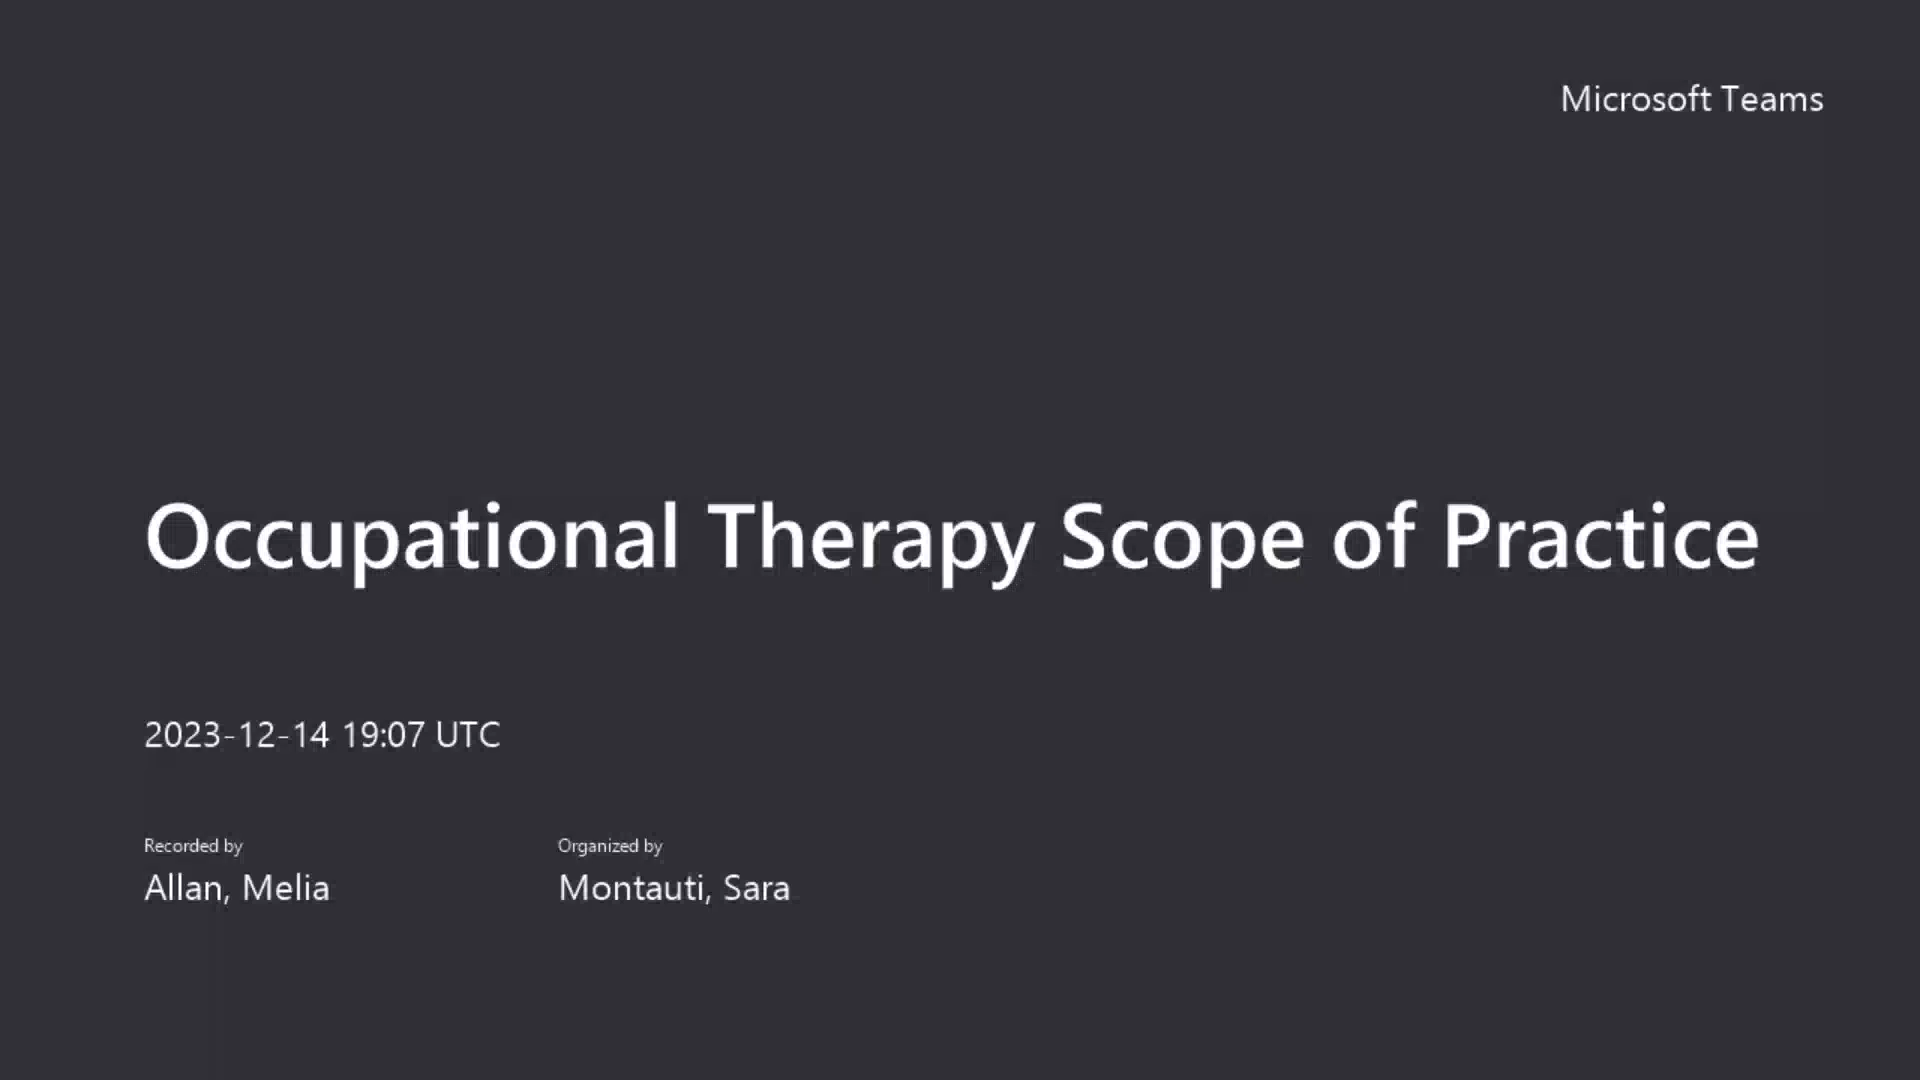 Microsoft Teams
Occupational Therapy Scope of Practice
2023-12-14 19:07 UTC
Recorded by
Allan, Melia
Organized by
Montauti, Sara